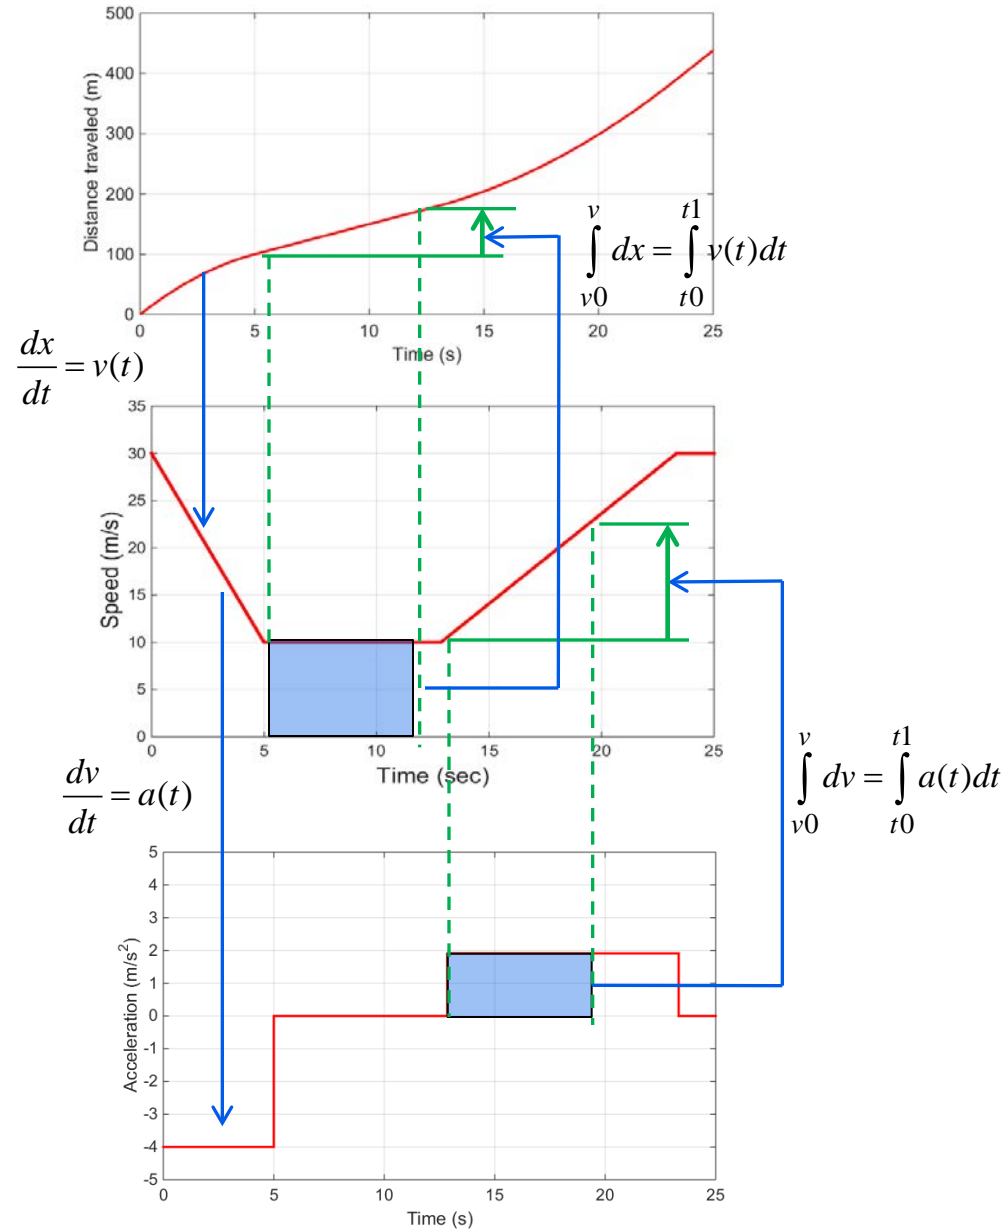 500
400
300
200
100
0
Distance traveled (m)
0 5 10 15 20 25
Time (s)
v t1
∫ dx = ∫ v(t)dt
v0 t0
dx
— = v(t)
dt
35
30
25
20
15
10
5
0
Speed (m/s)
0 5 10 15 20 25
Time (sec)
v t1
∫ dv = ∫ a(t)dt
v0 t0
dv
— = a(t)
dt
5
4
3
2
1
0
-1
-2
-3
-4
-5
Acceleration (m/s²)
0 5 10 15 20 25
Time (s)